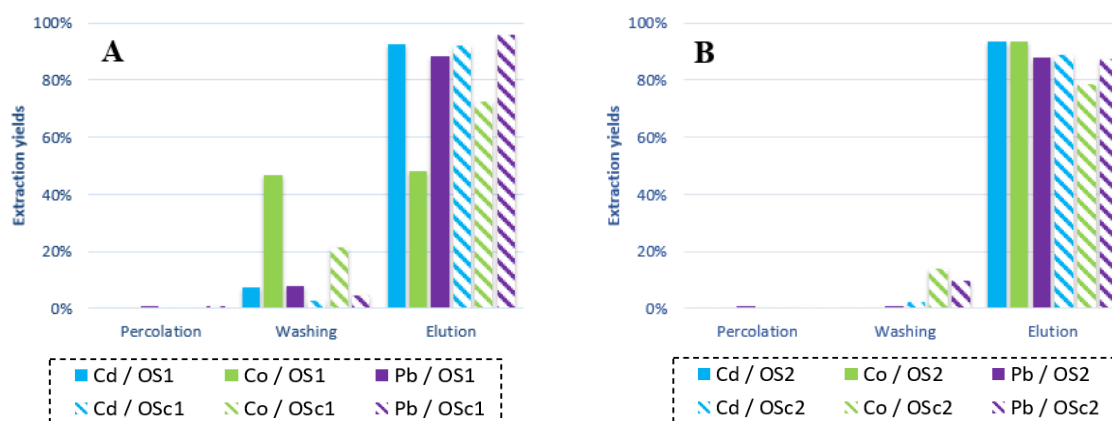 A
Extraction yields
100%
80%
60%
40%
20%
0%
Percolation Washing Elution
Cd / OS1 Co / OS1 Pb / OS1
Cd / OSc1 Co / OSc1 Pb / OSc1
B
Extraction yields
100%
80%
60%
40%
20%
0%
Percolation Washing Elution
Cd / OS2 Co / OS2 Pb / OS2
Cd / OSc2 Co / OSc2 Pb / OSc2